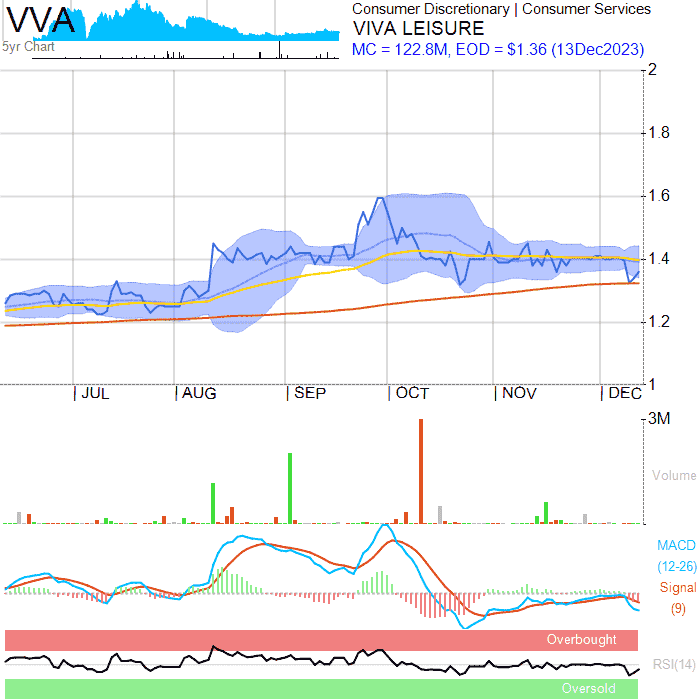 VVA
5yr Chart
Consumer Discretionary | Consumer Services
VIVA LEISURE
MC = 122.8M, EOD = $1.36 (13Dec2023)
2
1.8
1.6
1.4
1.2
1
JUL AUG SEP OCT NOV DEC
3M
Volume
MACD
(12-26)
Signal
(9)
Overbought
RSI(14)
Oversold